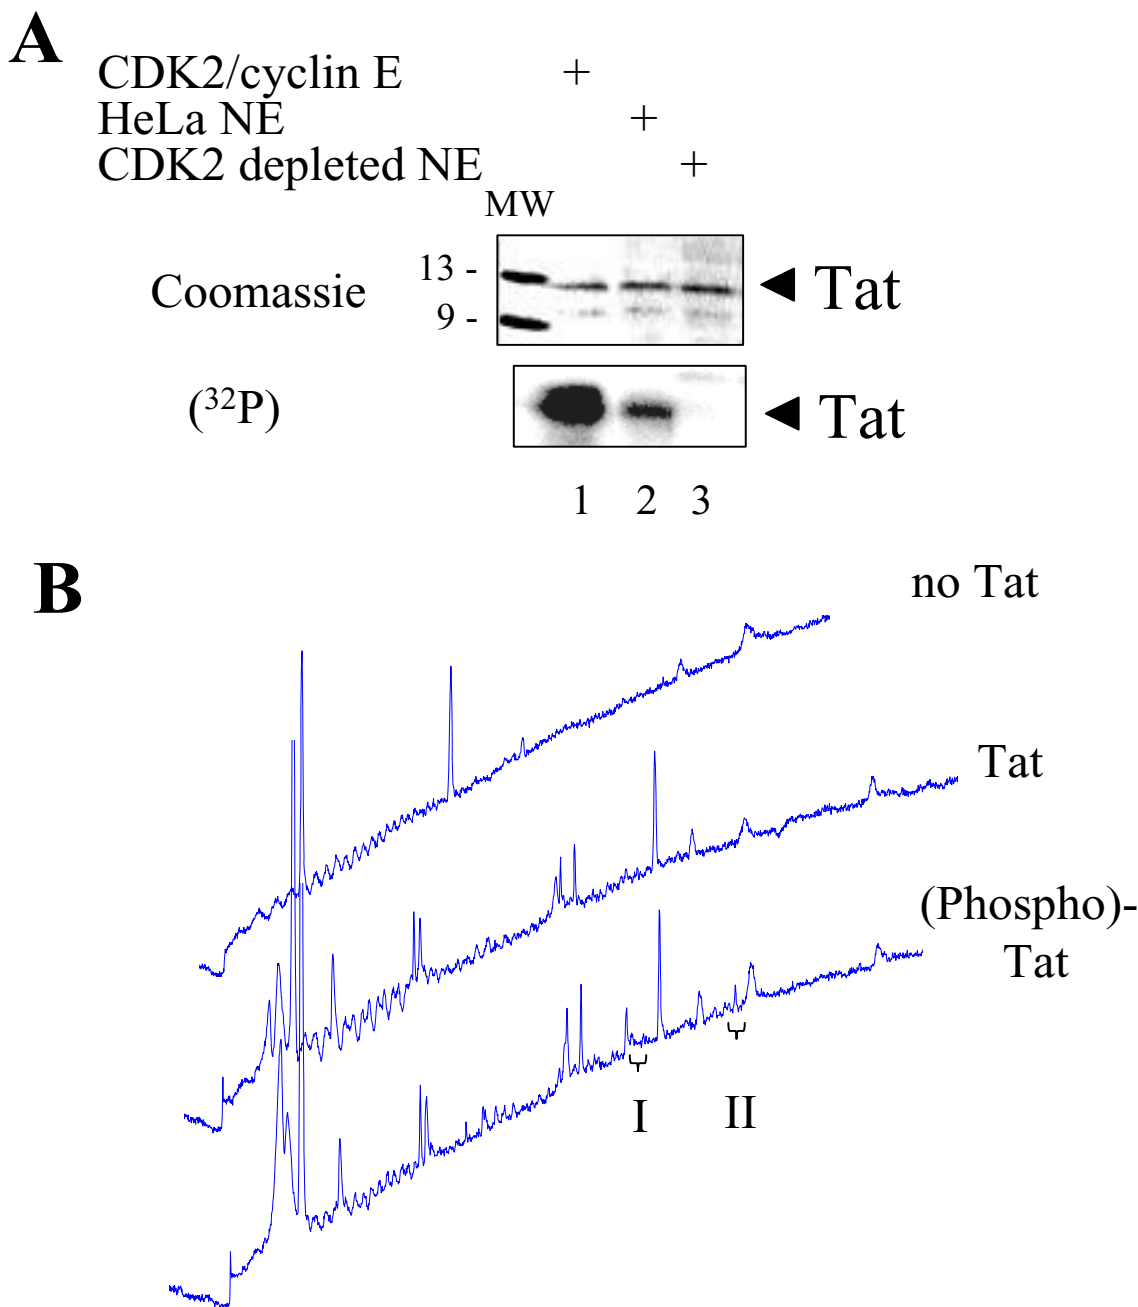 A
CDK2/cyclin E +
HeLa NE +
CDK2 depleted NE +
MW
13 -
Coomassie
9 -
◄ Tat
(³²P)
◄ Tat
1 2 3
B
no Tat
Tat
(Phospho)-
Tat
I II